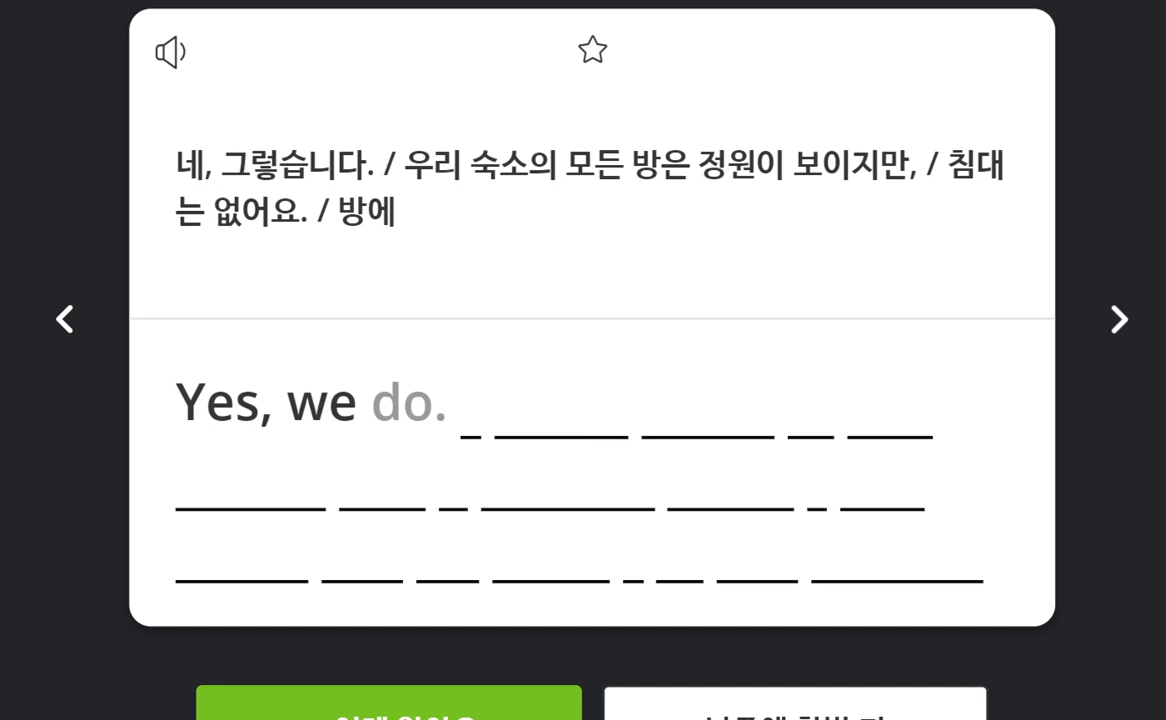 네, 그렇습니다. / 우리 숙소의 모든 방은 정원이 보이지만, / 침대
는 없어요. / 방에
Yes, we do.